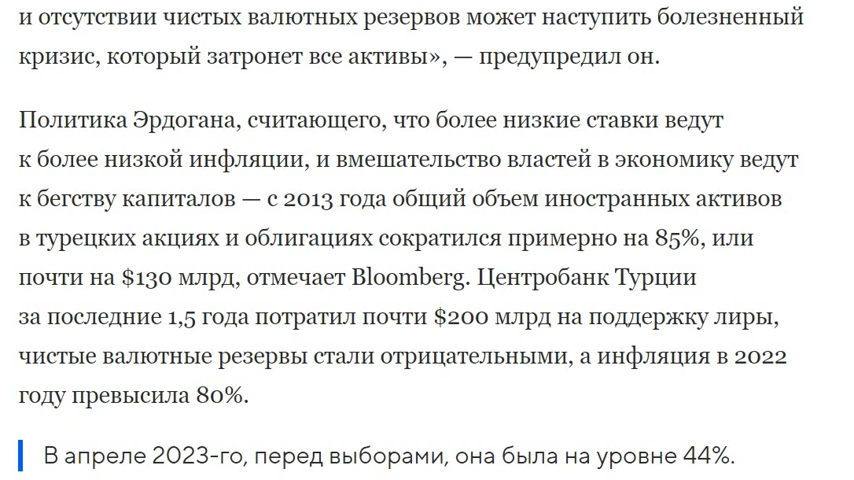 и отсутствии чистых валютных резервов может наступить болезненный
кризис, который затронет все активы», — предупредил он.
Политика Эрдогана, считающего, что более низкие ставки ведут
к более низкой инфляции, и вмешательство властей в экономику ведут
к бегству капиталов — с 2013 года общий объем иностранных активов
в турецких акциях и облигациях сократился примерно на 85%, или
почти на $130 млрд, отмечает Bloomberg. Центробанк Турции
за последние 1,5 года потратил почти $200 млрд на поддержку лиры,
чистые валютные резервы стали отрицательными, а инфляция в 2022
году превысила 80%.
В апреле 2023-го, перед выборами, она была на уровне 44%.